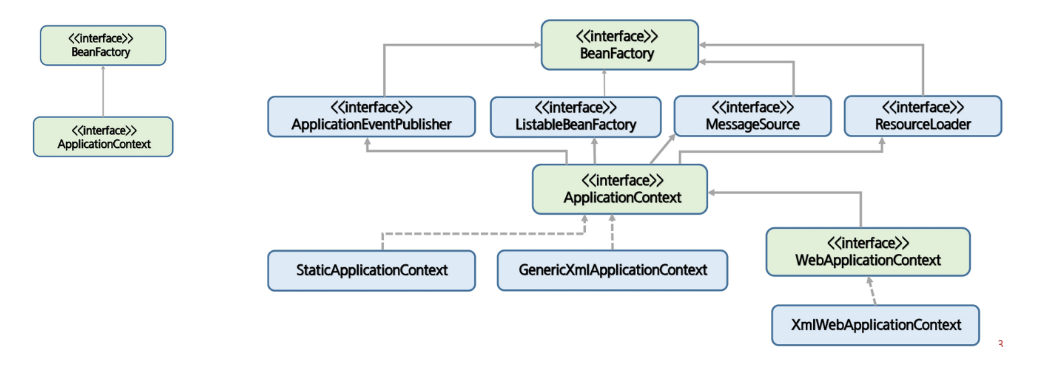 <<interface>>
BeanFactory
<<interface>>
ApplicationContext
<<interface>>
BeanFactory
<<interface>>
ApplicationEventPublisher
<<interface>>
ListableBeanFactory
<<interface>>
MessageSource
<<interface>>
ResourceLoader
<<interface>>
ApplicationContext
StaticApplicationContext
GenericXmlApplicationContext
<<interface>>
WebApplicationContext
XmlWebApplicationContext